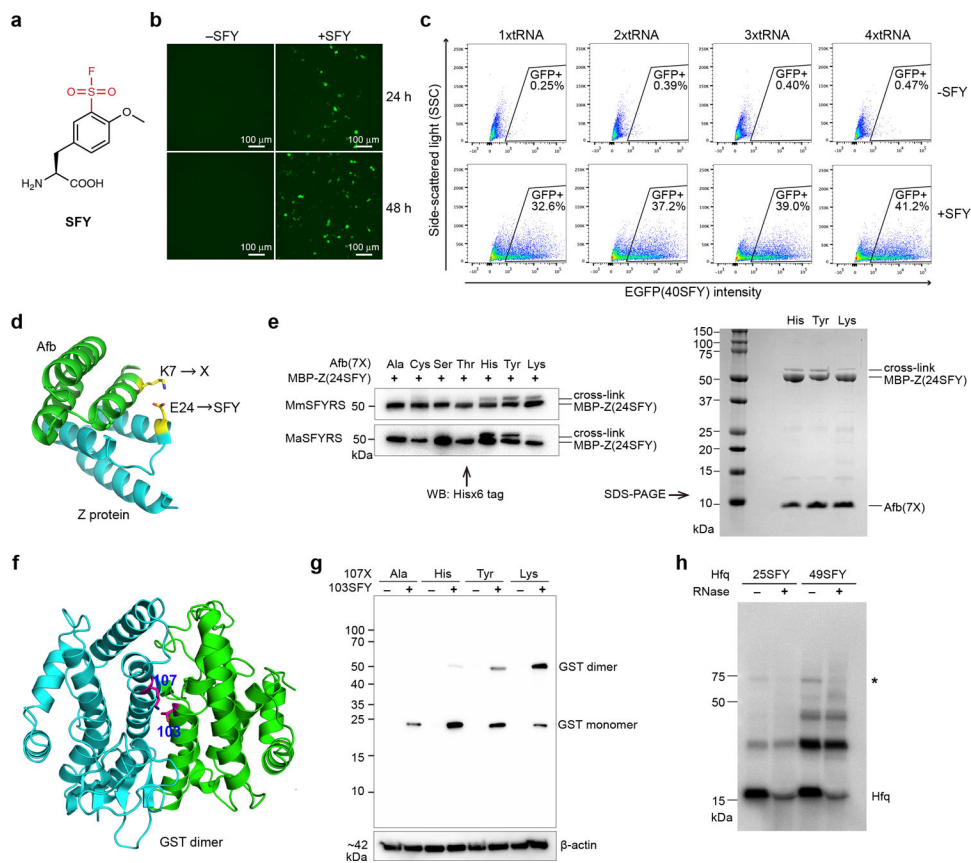 a
F
O
S
O
O
H₂N
COOH
SFY
b
–SFY
+SFY
24 h
100 μm
100 μm
48 h
100 μm
100 μm
c
1xtRNA
2xtRNA
3xtRNA
4xtRNA
Side-scattered light (SSC)
GFP+
0.25%
GFP+
0.39%
GFP+
0.40%
GFP+
0.47%
-SFY
GFP+
32.6%
GFP+
37.2%
GFP+
39.0%
GFP+
41.2%
+SFY
EGFP(40SFY) intensity
d
Afb
K7 → X
E24 → SFY
Z protein
e
Afb(7X) Ala Cys Ser Thr His Tyr Lys
MBP-Z(24SFY) + + + + + + +
MmSFYRS 50
cross-link
MBP-Z(24SFY)
MaSFYRS 50
cross-link
MBP-Z(24SFY)
kDa
WB: Hisx6 tag
SDS-PAGE
His Tyr Lys
150
100
75
50
37
25
20
15
10
kDa
cross-link
MBP-Z(24SFY)
Afb(7X)
f
107
103
GST dimer
g
107X Ala His Tyr Lys
103SFY – + – + – + – +
100
70
50
35
25
15
10
GST dimer
GST monomer
~42
kDa
β-actin
h
Hfq 25SFY 49SFY
RNase – + – +
75
*
50
15
Hfq
kDa